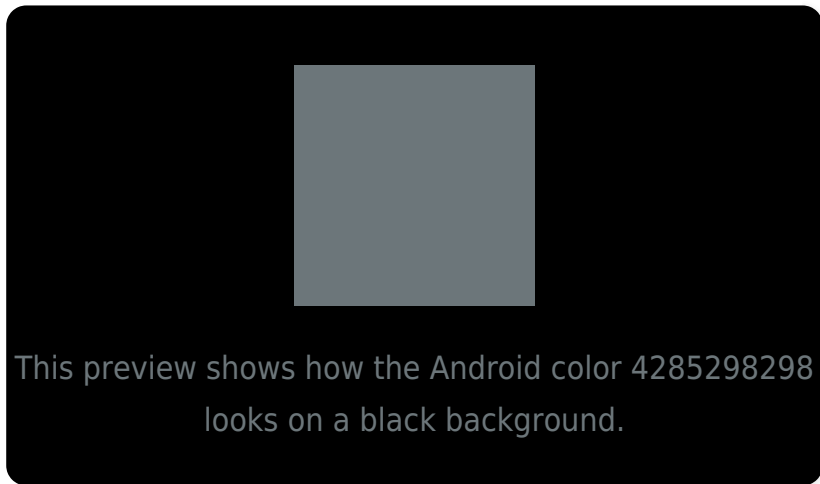 This preview shows how the Android color 4285298298
looks on a black background.